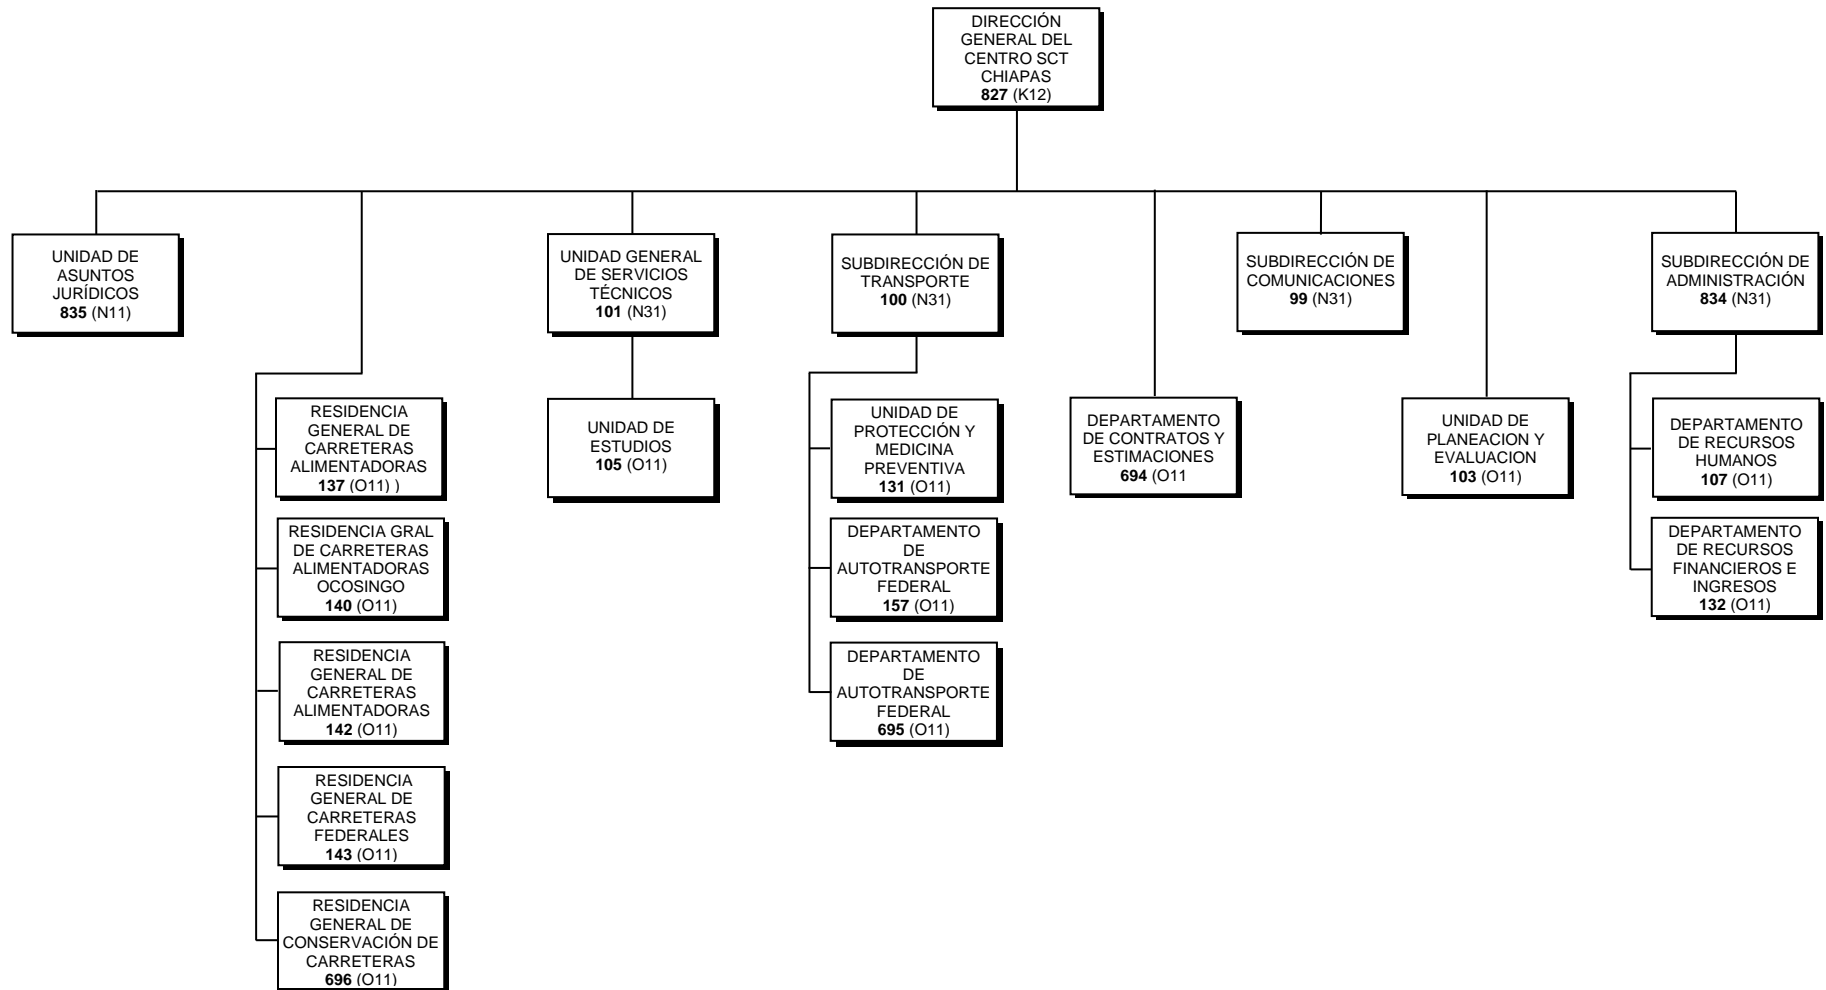 DIRECCIÓN
GENERAL DEL
CENTRO SCT
CHIAPAS
827 (K12)
UNIDAD DE
ASUNTOS
JURÍDICOS
835 (N11)
UNIDAD GENERAL
DE SERVICIOS
TÉCNICOS
101 (N31)
SUBDIRECCIÓN DE
TRANSPORTE
100 (N31)
SUBDIRECCIÓN DE
COMUNICACIONES
99 (N31)
SUBDIRECCIÓN DE
ADMINISTRACIÓN
834 (N31)
RESIDENCIA
GENERAL DE
CARRETERAS
ALIMENTADORAS
137 (O11) )
RESIDENCIA GRAL
DE CARRETERAS
ALIMENTADORAS
OCOSINGO
140 (O11)
RESIDENCIA
GENERAL DE
CARRETERAS
ALIMENTADORAS
142 (O11)
RESIDENCIA
GENERAL DE
CARRETERAS
FEDERALES
143 (O11)
RESIDENCIA
GENERAL DE
CONSERVACIÓN DE
CARRETERAS
696 (O11)
UNIDAD DE
ESTUDIOS
105 (O11)
UNIDAD DE
PROTECCIÓN Y
MEDICINA
PREVENTIVA
131 (O11)
DEPARTAMENTO
DE
AUTOTRANSPORTE
FEDERAL
157 (O11)
DEPARTAMENTO
DE
AUTOTRANSPORTE
FEDERAL
695 (O11)
DEPARTAMENTO
DE CONTRATOS Y
ESTIMACIONES
694 (O11
UNIDAD DE
PLANEACION Y
EVALUACION
103 (O11)
DEPARTAMENTO
DE RECURSOS
HUMANOS
107 (O11)
DEPARTAMENTO
DE RECURSOS
FINANCIEROS E
INGRESOS
132 (O11)